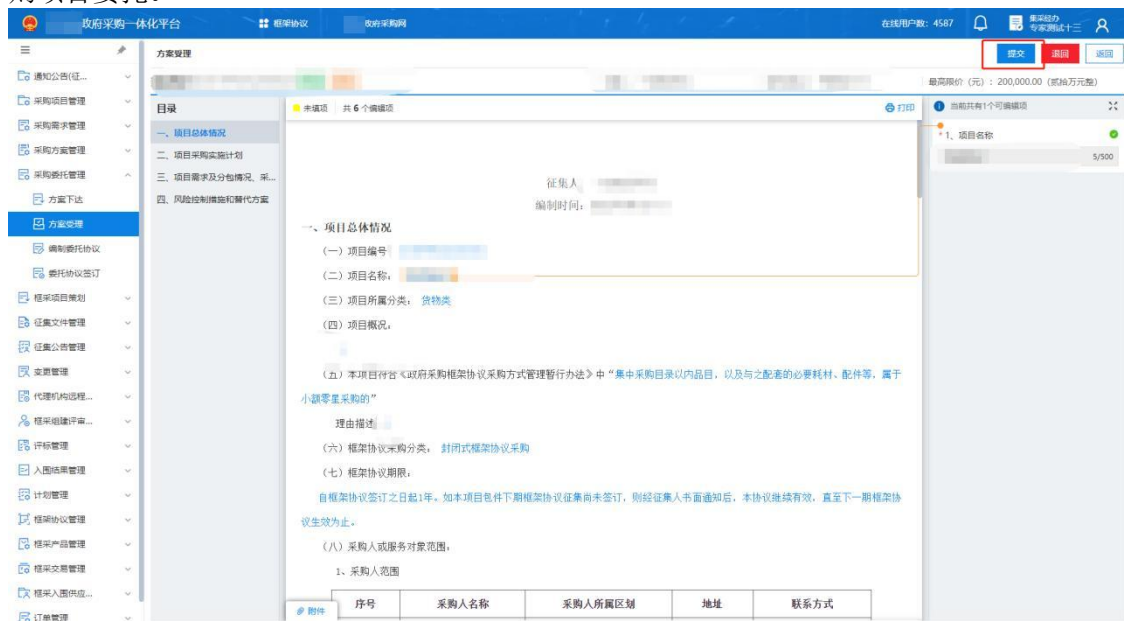 政府采购一体化平台
框架协议
政府采购网
在线用户数: 4587
集采经办
专家测试十三
方案受理
提交
退回
返回
最高限价（元）：200,000.00（贰拾万元整）
通知公告(征...
采购项目管理
采购需求管理
采购方案管理
采购委托管理
方案下达
方案受理
编制委托协议
委托协议签订
框采项目策划
征集文件管理
征集公告管理
变更管理
代理机构远程...
框采组建评审...
评标管理
入围结果管理
计划管理
框架协议管理
框采产品管理
框采交易管理
框采入围供应...
订单管理
目录
一、项目总体情况
二、项目采购实施计划
三、项目需求及分包情况、采...
四、风险控制措施和替代方案
未填项 共 6 个编辑项
打印
征集人
编制时间：
一、项目总体情况
（一）项目编号
（二）项目名称：
（三）项目所属分类： 货物类
（四）项目概况：
（五）本项目符合《政府采购框架协议采购方式管理暂行办法》中“集中采购目录以内品目，以及与之配套的必要耗材、配件等，属于
小额零星采购的”
理由描述
（六）框架协议采购分类： 封闭式框架协议采购
（七）框架协议期限：
自框架协议签订之日起1年。如本项目包件下期框架协议征集尚未签订，则经征集人书面通知后，本协议继续有效，直至下一期框架协
议生效为止。
（八）采购人或服务对象范围：
1、采购人范围
序号 采购人名称 采购人所属区划 地址 联系方式
附件
当前共有1个可编辑项
* 1、项目名称
5/500